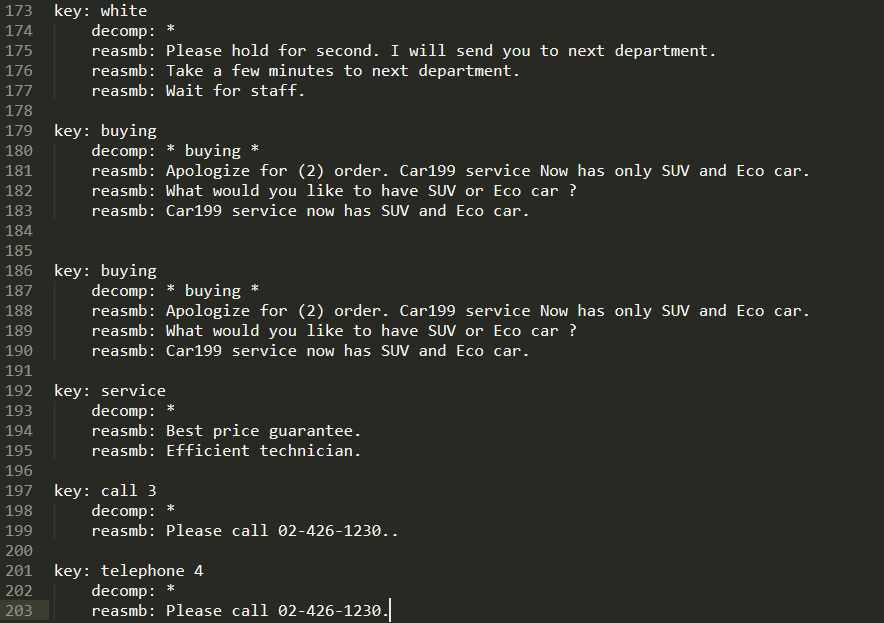 173 key: white
174 decomp: *
175 reasmb: Please hold for second. I will send you to next department.
176 reasmb: Take a few minutes to next department.
177 reasmb: Wait for staff.
178
179 key: buying
180 decomp: * buying *
181 reasmb: Apologize for (2) order. Car199 service Now has only SUV and Eco car.
182 reasmb: What would you like to have SUV or Eco car ?
183 reasmb: Car199 service now has SUV and Eco car.
184
185
186 key: buying
187 decomp: * buying *
188 reasmb: Apologize for (2) order. Car199 service Now has only SUV and Eco car.
189 reasmb: What would you like to have SUV or Eco car ?
190 reasmb: Car199 service now has SUV and Eco car.
191
192 key: service
193 decomp: *
194 reasmb: Best price guarantee.
195 reasmb: Efficient technician.
196
197 key: call 3
198 decomp: *
199 reasmb: Please call 02-426-1230..
200
201 key: telephone 4
202 decomp: *
203 reasmb: Please call 02-426-1230.